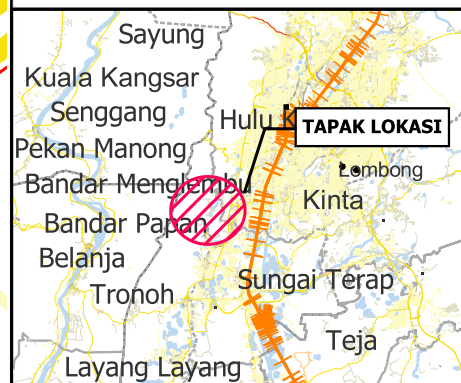 Sayung
Kuala Kangsar
Senggang
Hulu K
TAPAK LOKASI
Pekan Manong
Lembong
Bandar Menglembu
Kinta
Bandar Papan
Belanja
Sungai Terap
Tronoh
Teja
Layang Layang